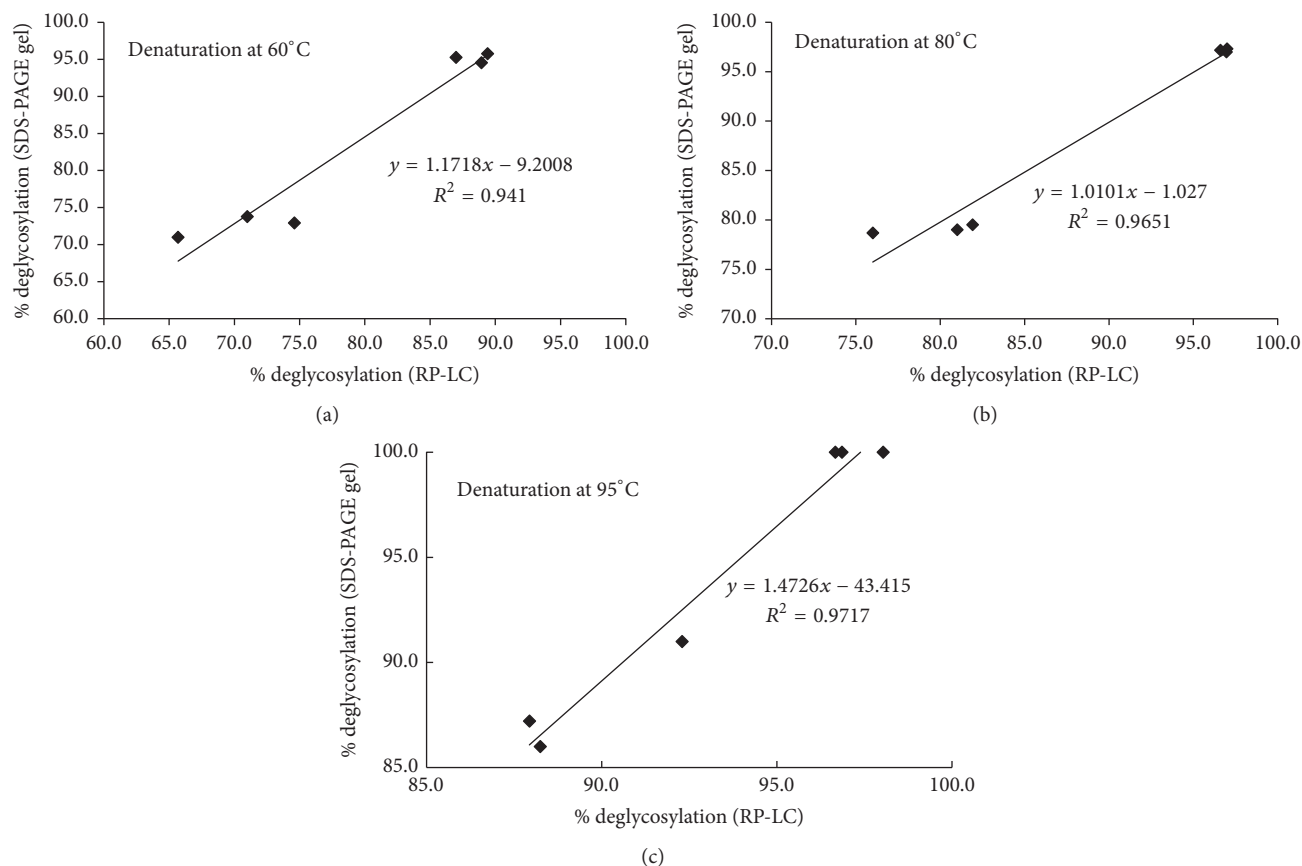 % deglycosylation (SDS-PAGE gel)
100.0
95.0
90.0
85.0
80.0
75.0
70.0
65.0
60.0
Denaturation at 60°C
y = 1.1718x − 9.2008
R² = 0.941
60.0 65.0 70.0 75.0 80.0 85.0 90.0 95.0 100.0
% deglycosylation (RP-LC)
(a)
% deglycosylation (SDS-PAGE gel)
100.0
95.0
90.0
85.0
80.0
75.0
70.0
Denaturation at 80°C
y = 1.0101x − 1.027
R² = 0.9651
70.0 75.0 80.0 85.0 90.0 95.0 100.0
% deglycosylation (RP-LC)
(b)
% deglycosylation (SDS-PAGE gel)
100.0
95.0
90.0
85.0
Denaturation at 95°C
y = 1.4726x − 43.415
R² = 0.9717
85.0 90.0 95.0 100.0
% deglycosylation (RP-LC)
(c)